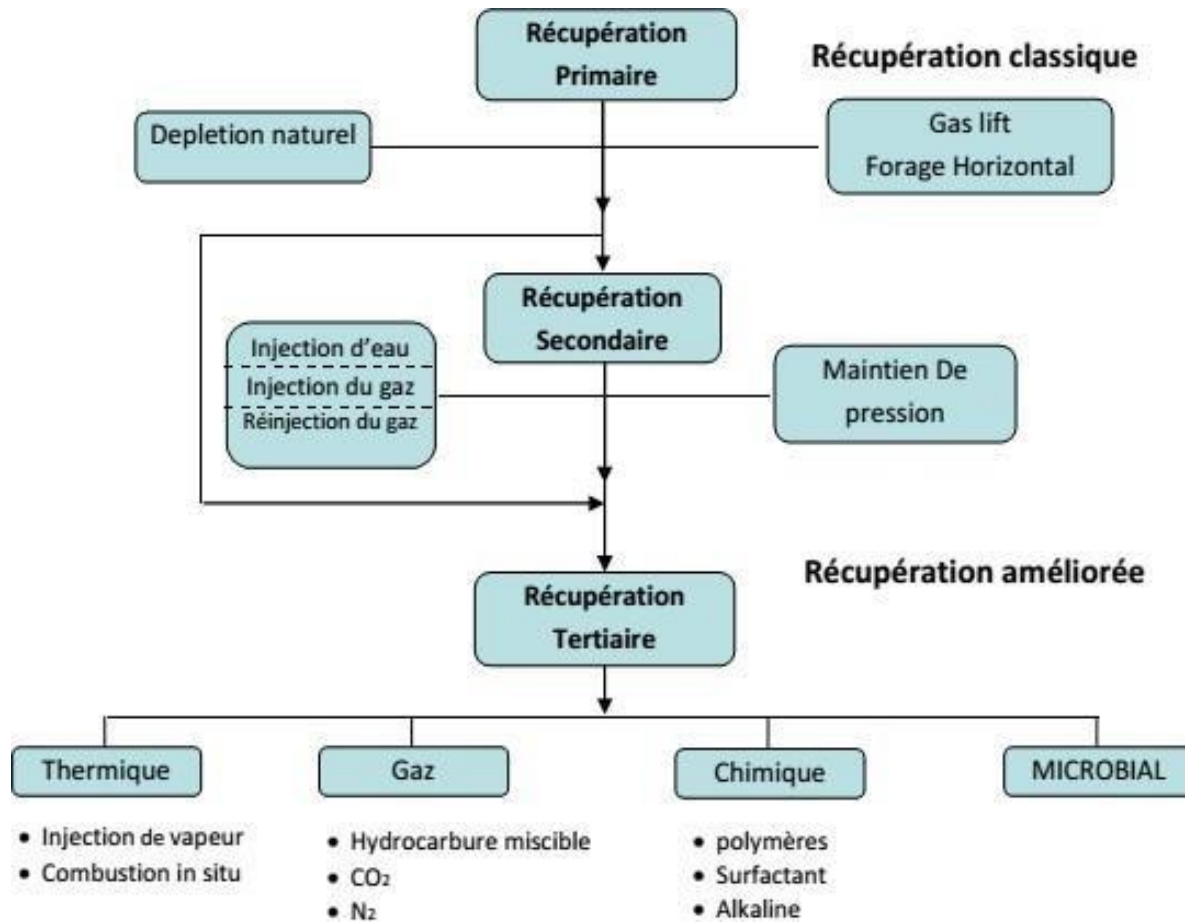 Récupération
Primaire
Récupération classique
Depletion naturel
Gas lift
Forage Horizontal
Récupération
Secondaire
Injection d'eau
Injection du gaz
Réinjection du gaz
Maintien De
pression
Récupération améliorée
Récupération
Tertiaire
Thermique
Gaz
Chimique
MICROBIAL
• Injection de vapeur
• Combustion in situ
• Hydrocarbure miscible
• CO₂
• N₂
• polymères
• Surfactant
• Alkaline